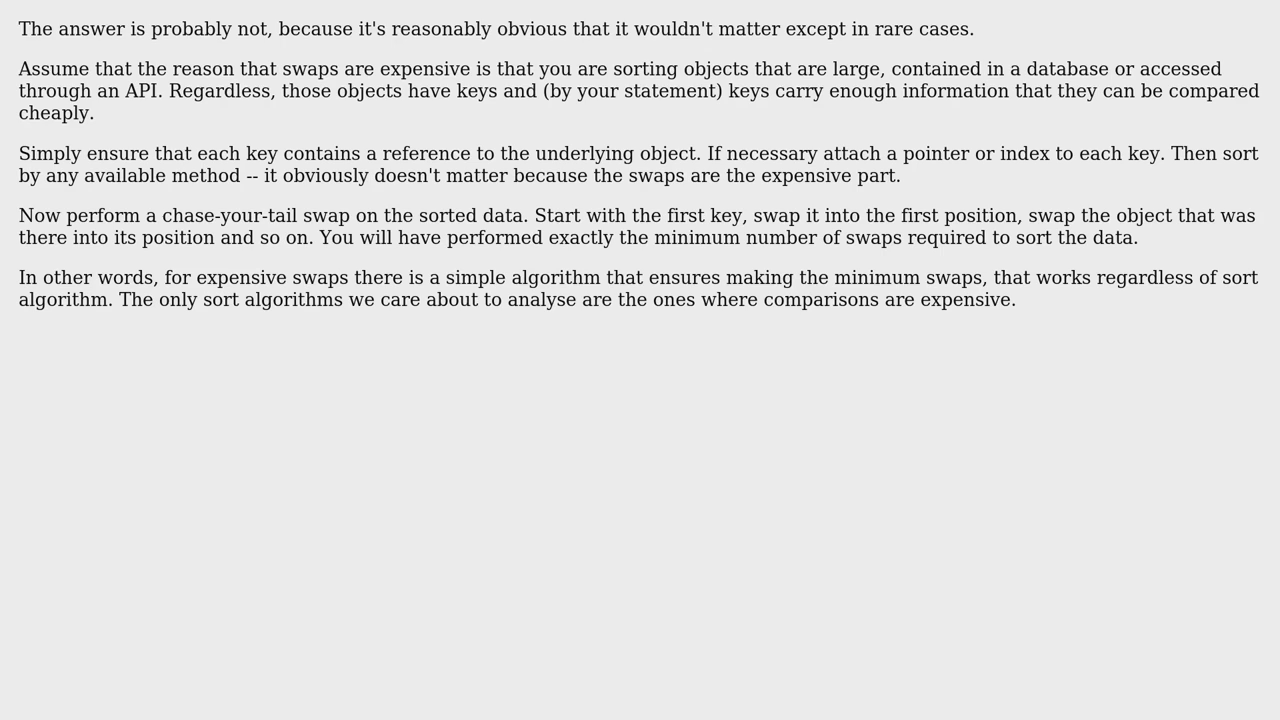 The answer is probably not, because it's reasonably obvious that it wouldn't matter except in rare cases.
Assume that the reason that swaps are expensive is that you are sorting objects that are large, contained in a database or accessed
through an API. Regardless, those objects have keys and (by your statement) keys carry enough information that they can be compared
cheaply.
Simply ensure that each key contains a reference to the underlying object. If necessary attach a pointer or index to each key. Then sort
by any available method -- it obviously doesn't matter because the swaps are the expensive part.
Now perform a chase-your-tail swap on the sorted data. Start with the first key, swap it into the first position, swap the object that was
there into its position and so on. You will have performed exactly the minimum number of swaps required to sort the data.
In other words, for expensive swaps there is a simple algorithm that ensures making the minimum swaps, that works regardless of sort
algorithm. The only sort algorithms we care about to analyse are the ones where comparisons are expensive.